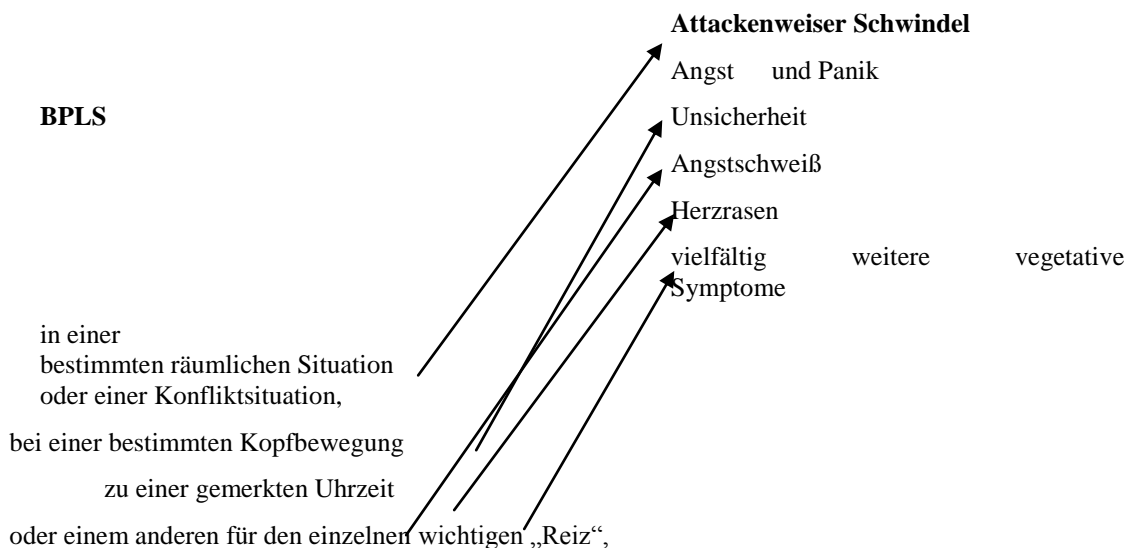 Attackenweiser Schwindel
Angst und Panik
BPLS
Unsicherheit
Angstschweiß
Herzrasen
vielfältig weitere vegetative
Symptome
in einer
bestimmten räumlichen Situation
oder einer Konfliktsituation,
bei einer bestimmten Kopfbewegung
zu einer gemerkten Uhrzeit
oder einem anderen für den einzelnen wichtigen „Reiz“,